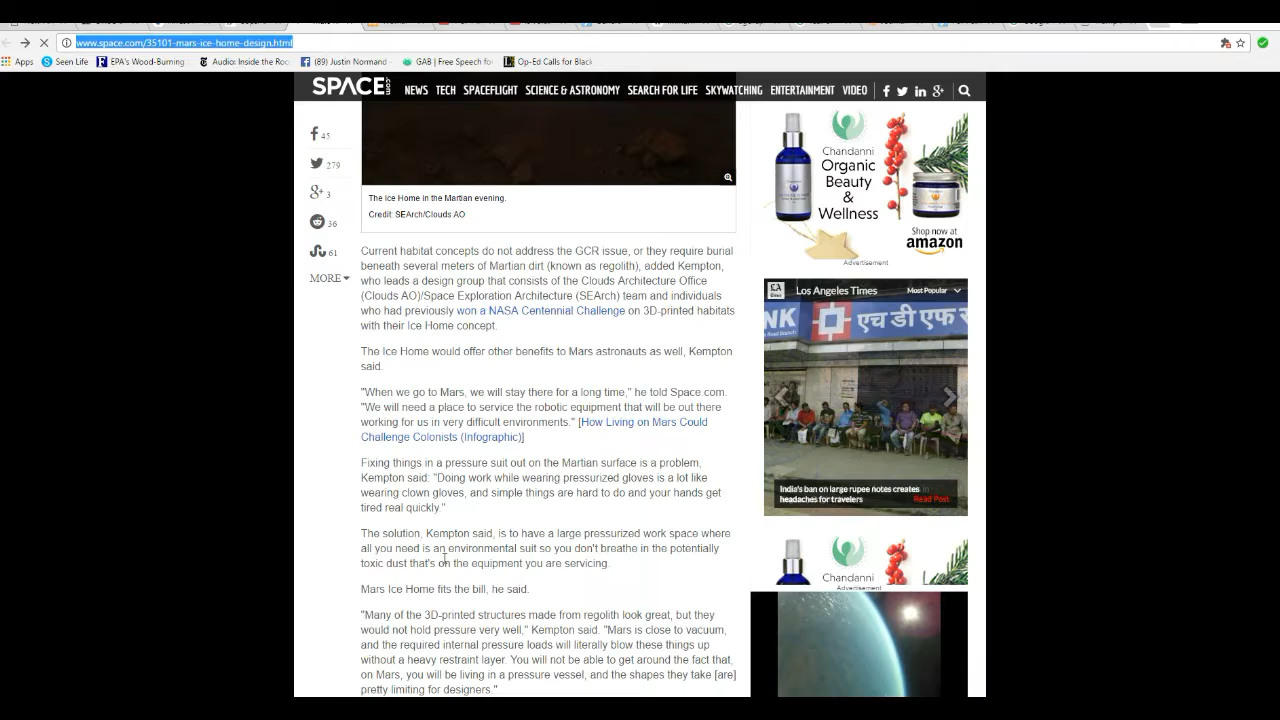 www.space.com/35101-mars-ice-home-design.html
Apps
Seen Life
EPA's Wood-Burning
Audio: Inside the Roc
(89) Justin Normand
GAB | Free Speech fo
Op-Ed Calls for Black
SPACE.com
NEWS TECH SPACEFLIGHT SCIENCE & ASTRONOMY SEARCH FOR LIFE SKYWATCHING ENTERTAINMENT VIDEO
45
279
3
36
61
MORE
The Ice Home in the Martian evening.
Credit: SEArch/Clouds AO
Current habitat concepts do not address the GCR issue, or they require burial
beneath several meters of Martian dirt (known as regolith), added Kempton,
who leads a design group that consists of the Clouds Architecture Office
(Clouds AO)/Space Exploration Architecture (SEArch) team and individuals
who had previously won a NASA Centennial Challenge on 3D-printed habitats
with their Ice Home concept.
The Ice Home would offer other benefits to Mars astronauts as well, Kempton
said.
"When we go to Mars, we will stay there for a long time," he told Space.com.
"We will need a place to service the robotic equipment that will be out there
working for us in very difficult environments." [How Living on Mars Could
Challenge Colonists (Infographic)]
Fixing things in a pressure suit out on the Martian surface is a problem,
Kempton said: "Doing work while wearing pressurized gloves is a lot like
wearing clown gloves, and simple things are hard to do and your hands get
tired real quickly."
The solution, Kempton said, is to have a large pressurized work space where
all you need is an environmental suit so you don't breathe in the potentially
toxic dust that's on the equipment you are servicing.
Mars Ice Home fits the bill, he said.
"Many of the 3D-printed structures made from regolith look great, but they
would not hold pressure very well," Kempton said. "Mars is close to vacuum,
and the required internal pressure loads will literally blow these things up
without a heavy restraint layer. You will not be able to get around the fact that,
on Mars, you will be living in a pressure vessel, and the shapes they take [are]
pretty limiting for designers."
Chandanni
Organic
Beauty
&
Wellness
Shop now at
amazon
Advertisement
LA Times
Los Angeles Times
Most Popular
NK
एच डी एफ स
India's ban on large rupee notes creates
headaches for travelers
Read Post
Chandanni
Advertisement